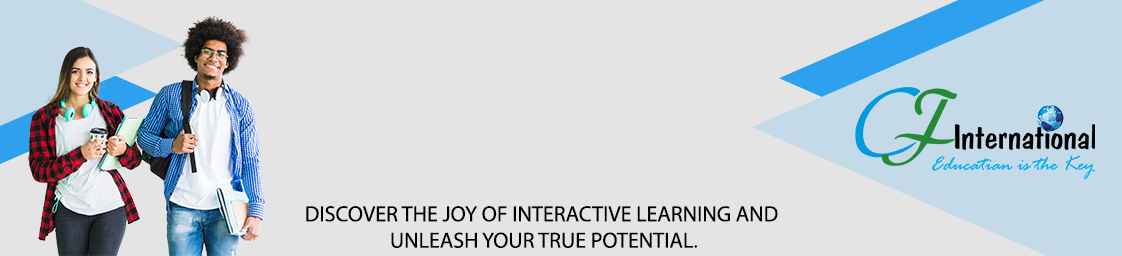 DISCOVER THE JOY OF INTERACTIVE LEARNING AND
UNLEASH YOUR TRUE POTENTIAL.
CF International
Education is the Key